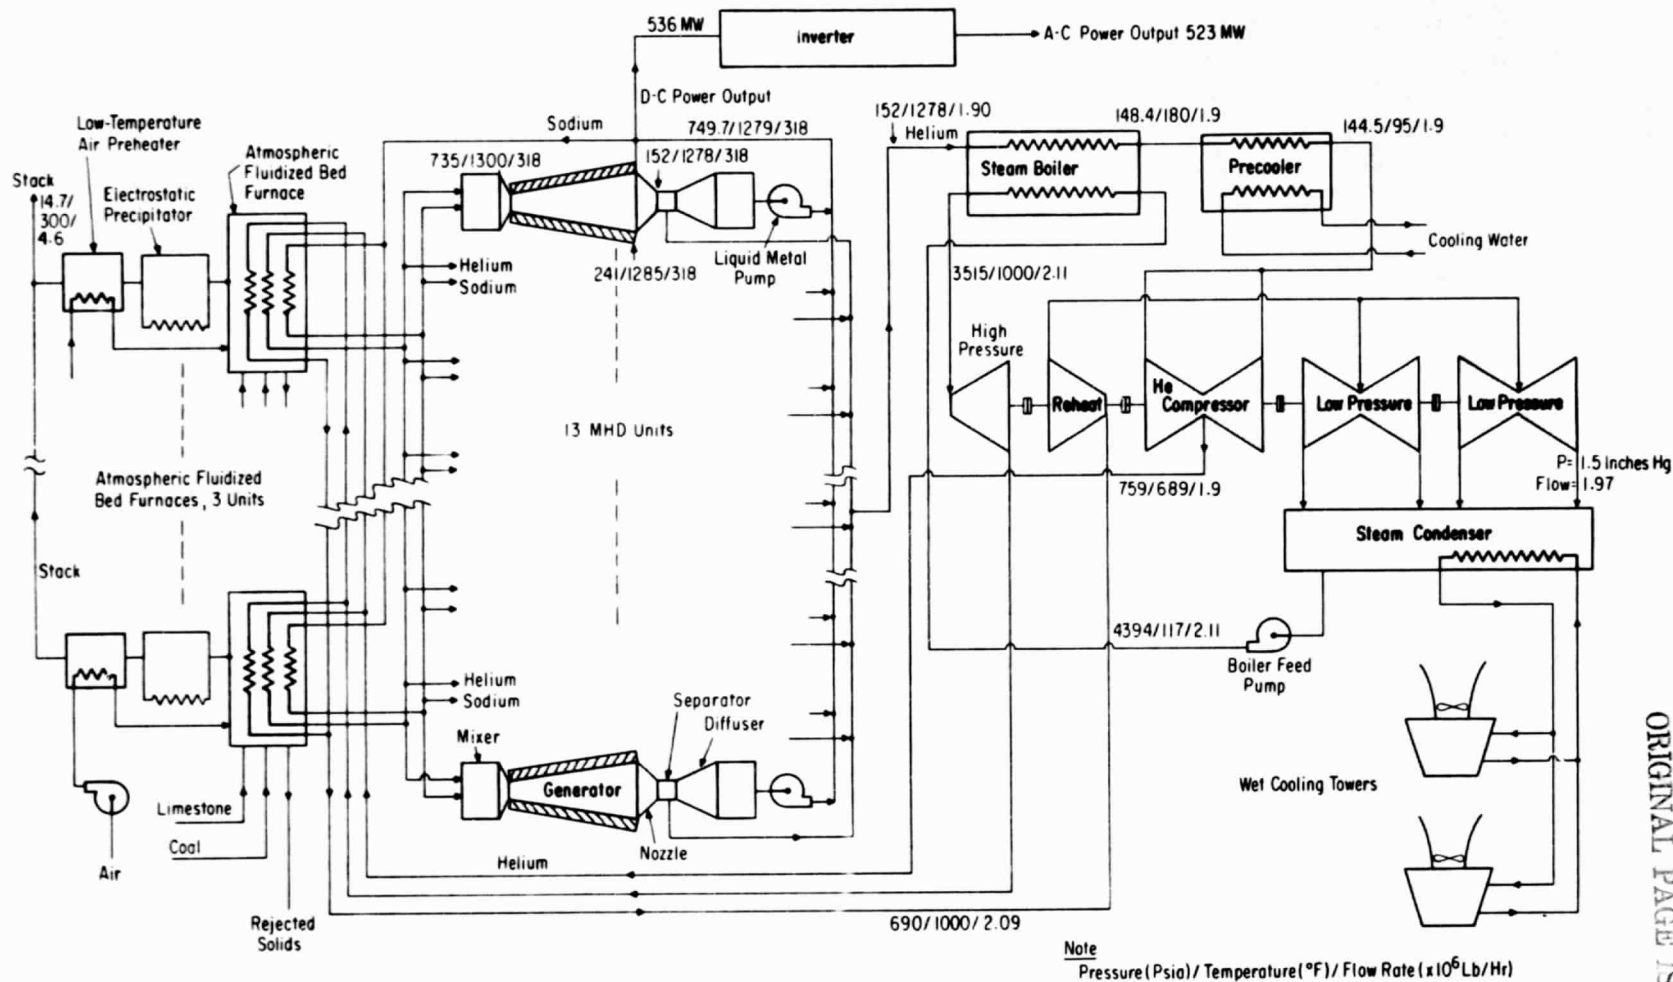 536 MW
inverter
A-C Power Output 523 MW
D-C Power Output
Low-Temperature
Air Preheater
Atmospheric
Fluidized Bed
Furnace
Sodium
749.7/1279/318
152/1278/1.90
Helium
148.4/180/1.9
144.5/95/1.9
Stack
14.7/
300/
4.6
Electrostatic
Precipitator
735/1300/318
152/1278/318
Steam Boiler
Precooler
Helium
Sodium
241/1285/318
Liquid Metal
Pump
Cooling Water
3515/1000/2.11
High
Pressure
Reheat
He
Compressor
Low Pressure
Low Pressure
13 MHD Units
Atmospheric Fluidized
Bed Furnaces, 3 Units
P= 1.5 Inches Hg
Flow=1.97
759/689/1.9
Steam Condenser
Stack
4394/117/2.11
Boiler Feed
Pump
Helium
Sodium
Separator
Diffuser
Mixer
Generator
Nozzle
Wet Cooling Towers
Limestone
Coal
Air
Helium
Rejected
Solids
690/1000/2.09
Note
Pressure(Psia)/Temperature(°F)/Flow Rate(x10⁶Lb/Hr)
ORIGINAL PAGE IS